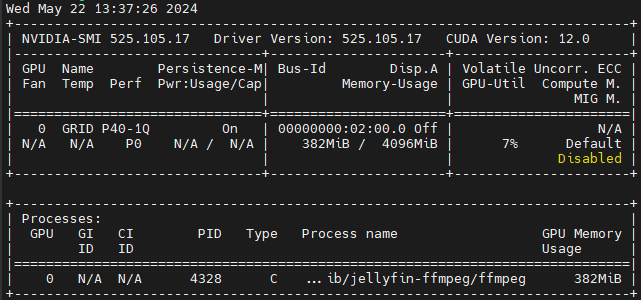 Wed May 22 13:37:26 2024
+-----------------------------------------------------------------------------+
| NVIDIA-SMI 525.105.17   Driver Version: 525.105.17   CUDA Version: 12.0     |
|-------------------------------+----------------------+----------------------+
| GPU  Name        Persistence-M| Bus-Id        Disp.A | Volatile Uncorr. ECC |
| Fan  Temp  Perf  Pwr:Usage/Cap|         Memory-Usage | GPU-Util  Compute M. |
|                               |                      |               MIG M. |
|===============================+======================+======================|
|   0  GRID P40-1Q         On   | 00000000:02:00.0 Off |                  N/A |
| N/A   N/A    P0    N/A /  N/A |    382MiB /  4096MiB |      7%      Default |
|                               |                      |             Disabled |
+-------------------------------+----------------------+----------------------+

+-----------------------------------------------------------------------------+
| Processes:                                                                  |
|  GPU   GI   CI        PID   Type   Process name                  GPU Memory |
|        ID   ID                                                   Usage      |
|=============================================================================|
|    0   N/A  N/A      4328      C   ...ib/jellyfin-ffmpeg/ffmpeg      382MiB |
+-----------------------------------------------------------------------------+